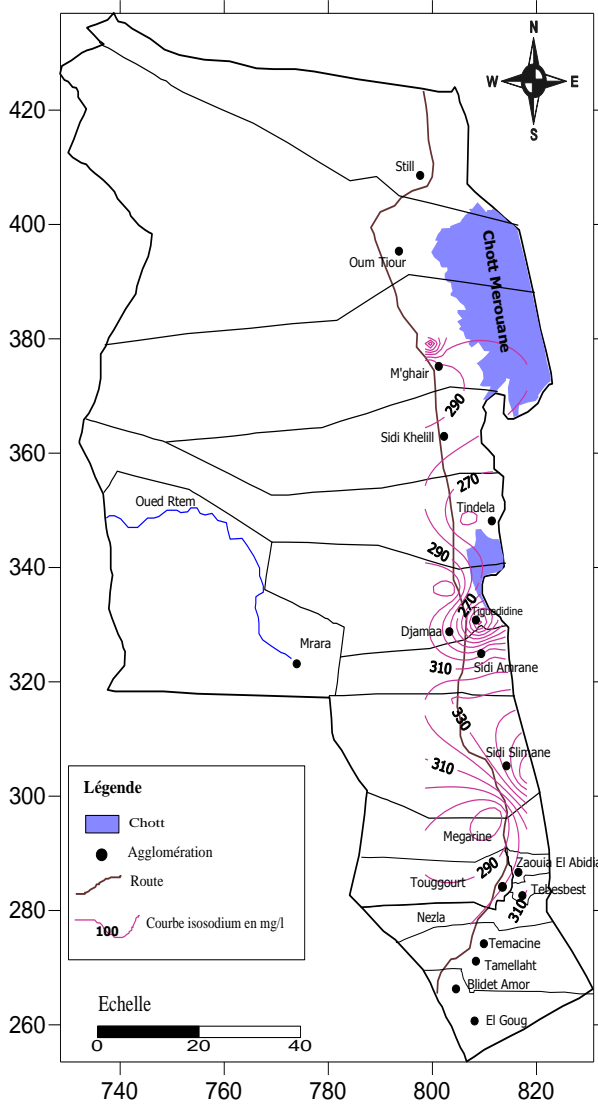 N
W E
S
420
400
380
360
340
320
300
280
260
Still
Oum Tiour
Chott Merouane
M'ghair
290
Sidi Khelill
270
Oued Rtem
Tindela
290
270
Tiguedidine
Djamaa
Mrara
310
Sidi Amrane
330
Sidi Slimane
310
Megarine
290
Zaouia El Abidia
Touggourt
Tebesbest
310
Nezla
Temacine
Tamellaht
Blidet Amor
El Goug
Légende
Chott
Agglomération
Route
100 Courbe isosodium en mg/l
Echelle
0 20 40
740 760 780 800 820